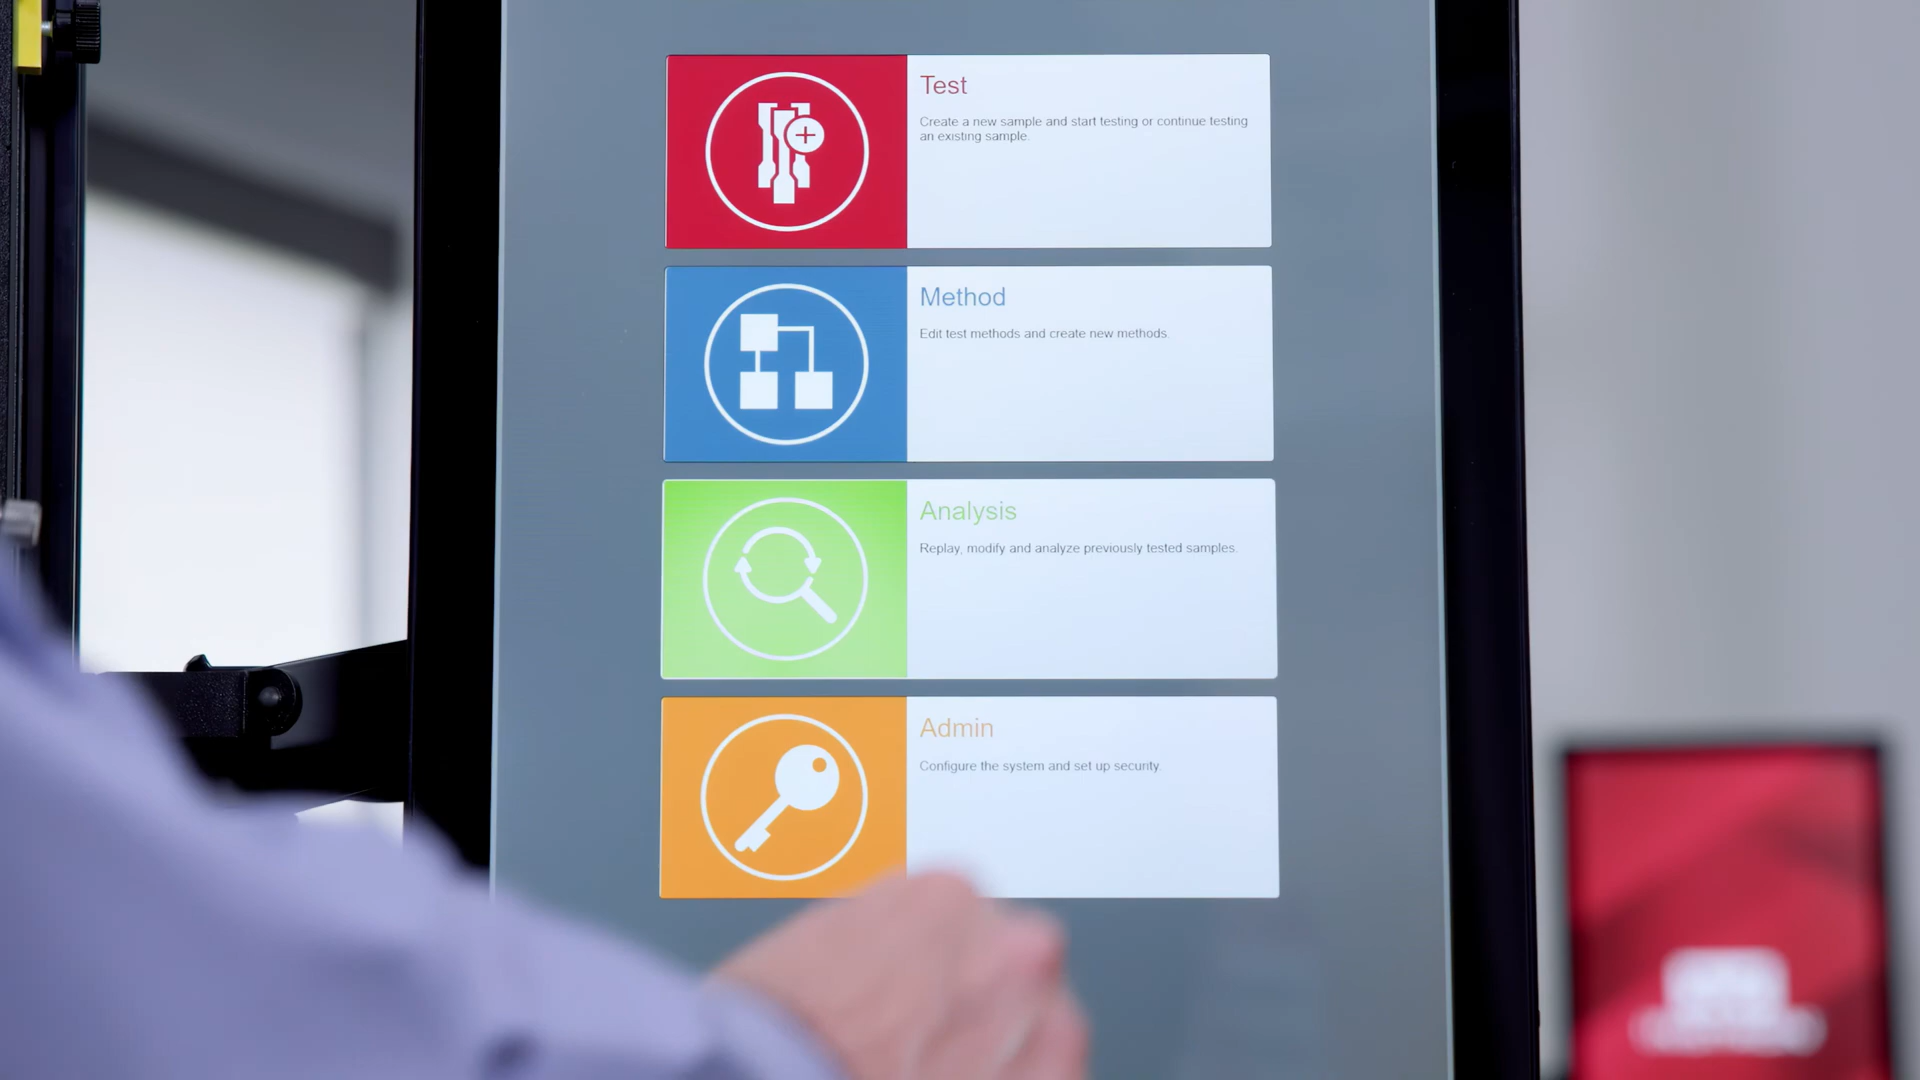 Test
Create a new sample and start testing or continue testing
an existing sample.
Method
Edit test methods and create new methods.
Analysis
Replay, modify and analyze previously tested samples.
Admin
Configure the system and set up security.